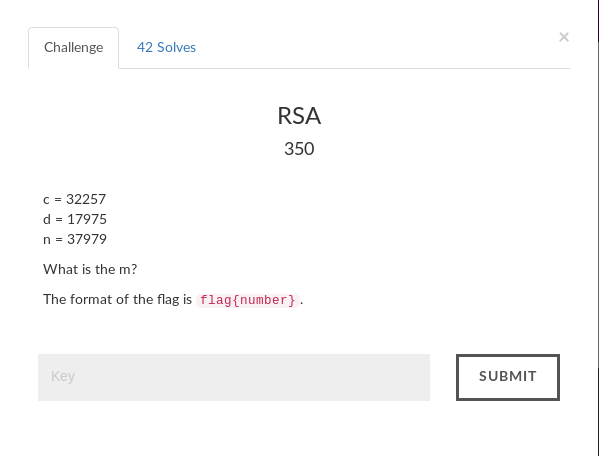 Challenge
42 Solves
×
RSA
350
c = 32257
d = 17975
n = 37979
What is the m?
The format of the flag is flag{number}.
Key
SUBMIT